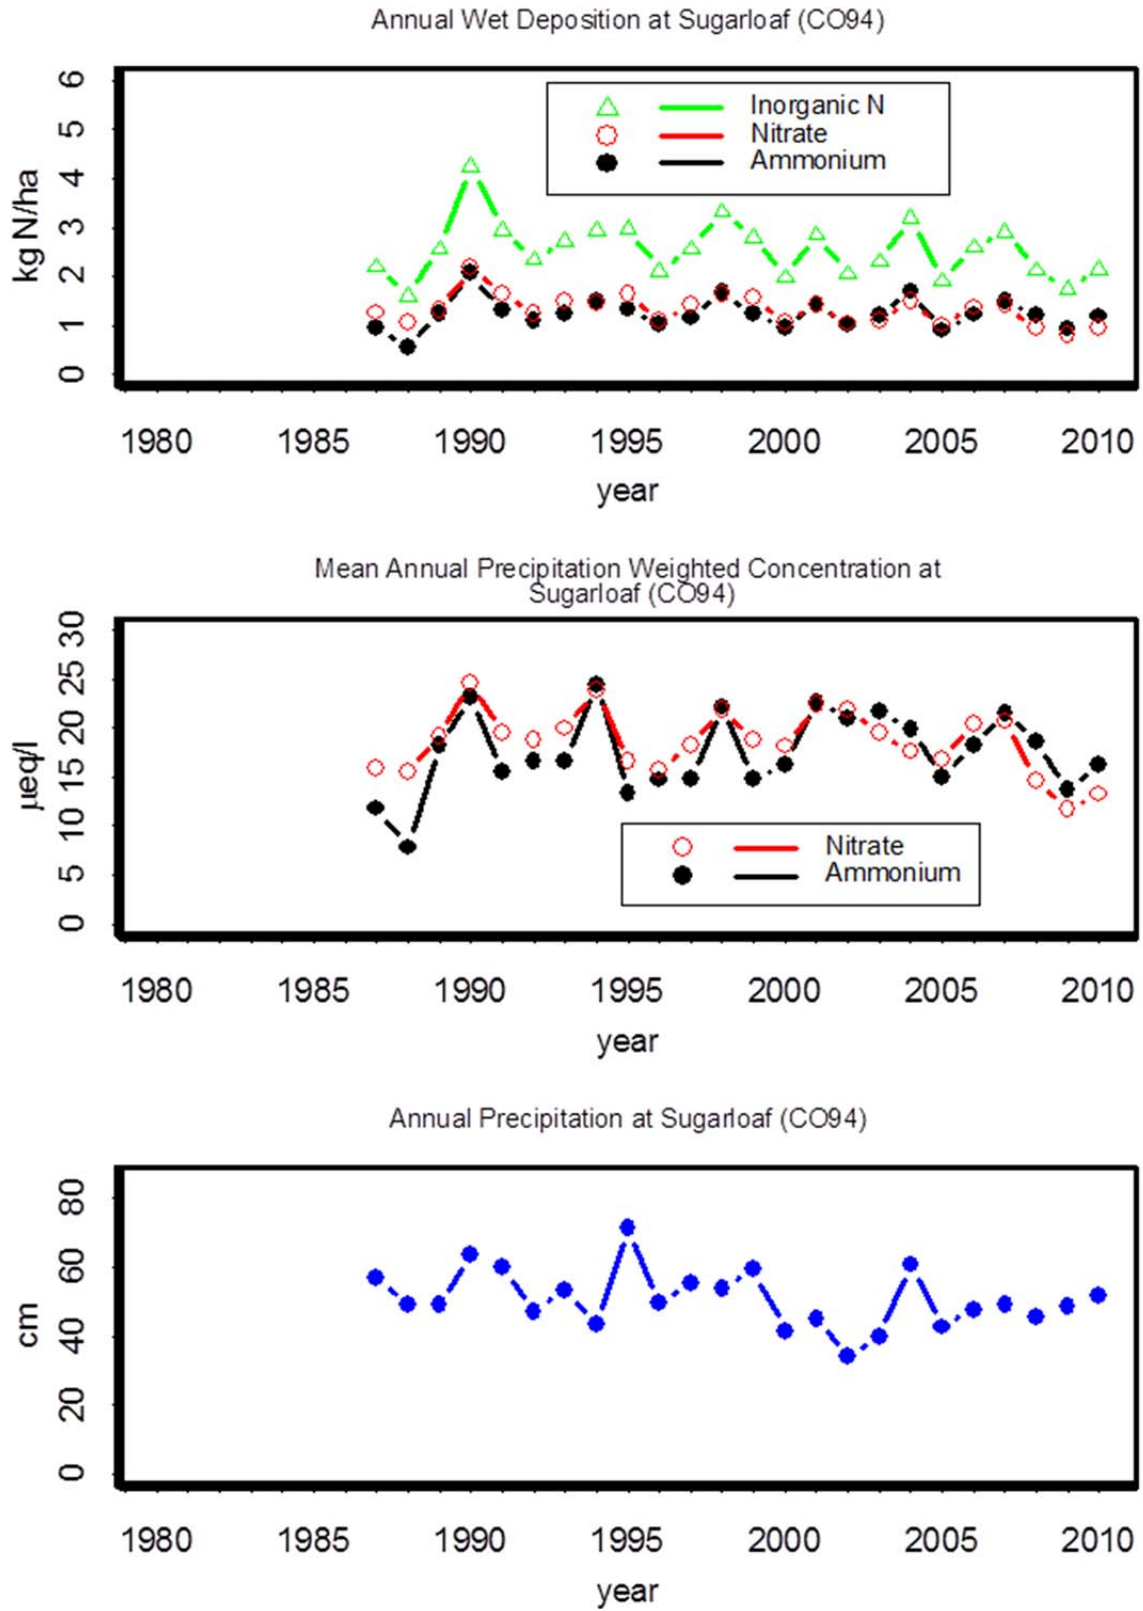 Annual Wet Deposition at Sugarloaf (CO94)
6
5
4
3
2
1
0
kg N/ha
Inorganic N
Nitrate
Ammonium
1980 1985 1990 1995 2000 2005 2010
year
Mean Annual Precipitation Weighted Concentration at
Sugarloaf (CO94)
30
25
20
15
10
5
0
µeq/l
Nitrate
Ammonium
1980 1985 1990 1995 2000 2005 2010
year
Annual Precipitation at Sugarloaf (CO94)
80
60
40
20
0
cm
1980 1985 1990 1995 2000 2005 2010
year